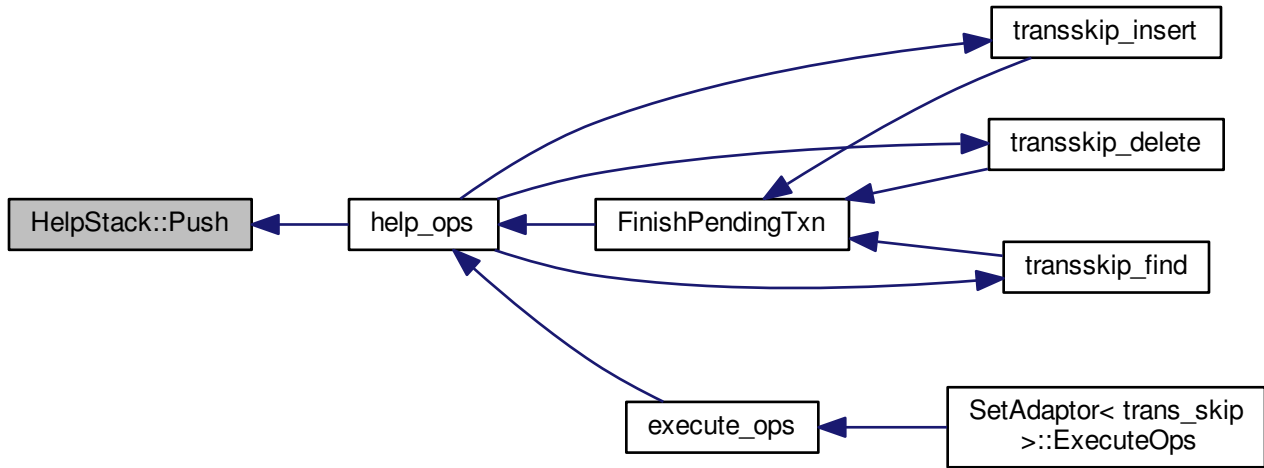 transskip_insert
transskip_delete
HelpStack::Push
help_ops
FinishPendingTxn
transskip_find
execute_ops
SetAdaptor< trans_skip
>::ExecuteOps